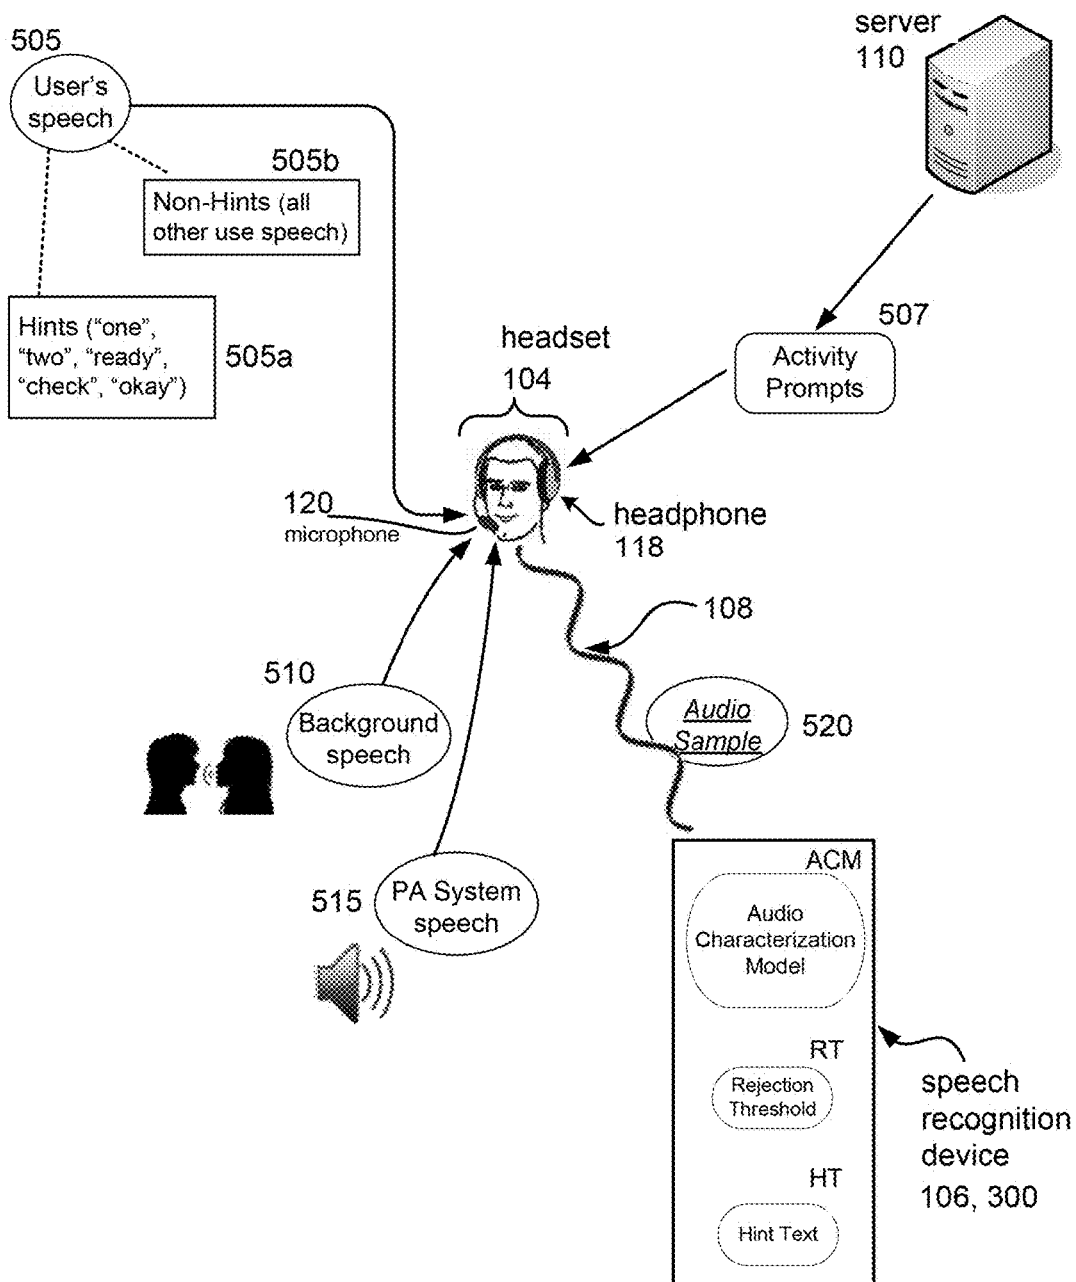 505
User's
speech
505b
Non-Hints (all
other use speech)
Hints ("one",
"two", "ready",
"check", "okay")
505a
server
110
507
Activity
Prompts
headset
104
120
microphone
headphone
118
108
510
Background
speech
Audio
Sample
520
515
PA System
speech
ACM
Audio
Characterization
Model
RT
Rejection
Threshold
HT
Hint Text
speech
recognition
device
106, 300